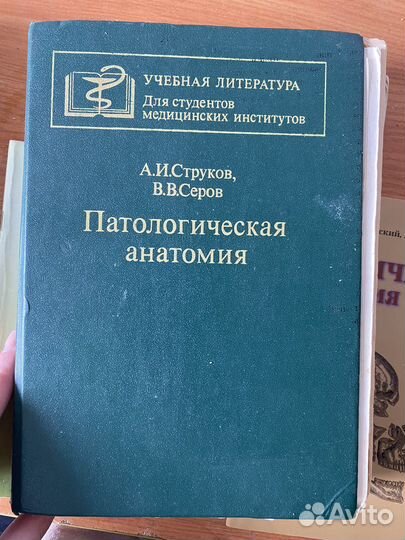 УЧЕБНАЯ ЛИТЕРАТУРА
Для студентов
медицинских институтов
А.И.Струков,
В.В.Серов
Патологическая
анатомия
Avito